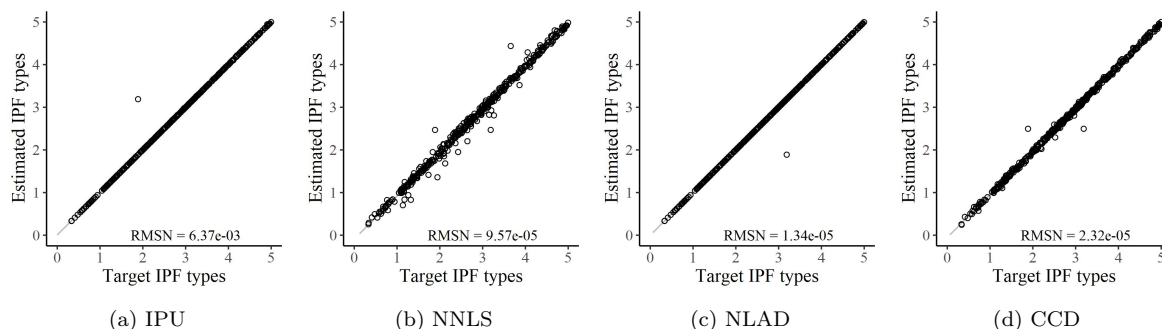 Estimated IPF types
5
4
3
2
1
0
0 1 2 3 4 5
RMSN = 6.37e-03
Target IPF types
(a) IPU
Estimated IPF types
5
4
3
2
1
0
0 1 2 3 4 5
RMSN = 9.57e-05
Target IPF types
(b) NNLS
Estimated IPF types
5
4
3
2
1
0
0 1 2 3 4 5
RMSN = 1.34e-05
Target IPF types
(c) NLAD
Estimated IPF types
5
4
3
2
1
0
0 1 2 3 4 5
RMSN = 2.32e-05
Target IPF types
(d) CCD